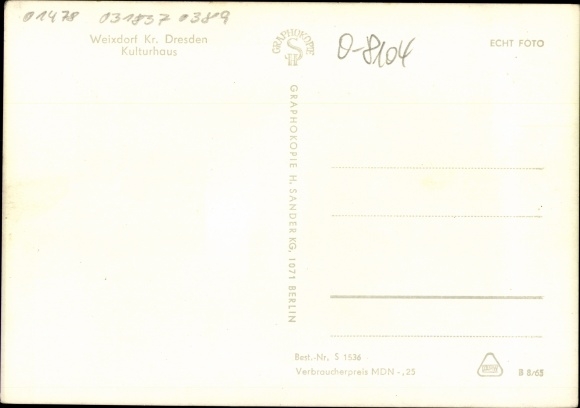 01478 031837 0389
Weixdorf Kr. Dresden
Kulturhaus
GRAPHOKOPIE
O-8104
ECHT FOTO
GRAPHOKOPIE H. SANDER KG, 1071 BERLIN
Best.-Nr. S 1536
Verbraucherpreis MDN -,25
B 8/65